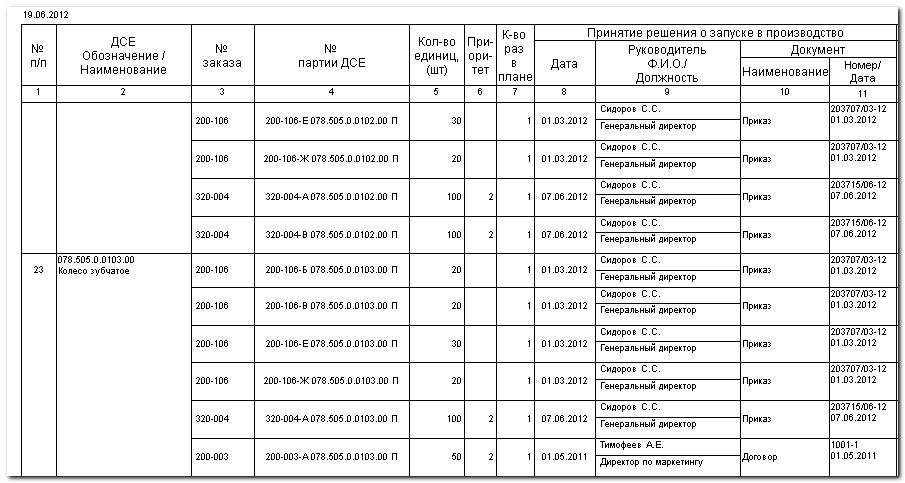 19.06.2012
№ п/п
ДСЕ Обозначение / Наименование
№ заказа
№ партии ДСЕ
Кол-во единиц, (шт)
При- ори- тет
К-во раз в плане
Принятие решения о запуске в производство
Дата
Руководитель Ф.И.О./ Должность
Документ
Наименование
Номер/ Дата
1 2 3 4 5 6 7 8 9 10 11
200-106 200-106-Е 078.505.0.0102.00 П 30 1 01.03.2012 Сидоров С.С. Приказ 203707/03-12
Генеральный директор 01.03.2012
200-106 200-106-Ж 078.505.0.0102.00 П 20 1 01.03.2012 Сидоров С.С. Приказ 203707/03-12
Генеральный директор 01.03.2012
320-004 320-004-А 078.505.0.0102.00 П 100 2 1 07.06.2012 Сидоров С.С. Приказ 203715/06-12
Генеральный директор 07.06.2012
320-004 320-004-В 078.505.0.0102.00 П 100 2 1 07.06.2012 Сидоров С.С. Приказ 203715/06-12
Генеральный директор 07.06.2012
23 078.505.0.0103.00
Колесо зубчатое
200-106 200-106-Б 078.505.0.0103.00 П 20 1 01.03.2012 Сидоров С.С. Приказ 203707/03-12
Генеральный директор 01.03.2012
200-106 200-106-В 078.505.0.0103.00 П 20 1 01.03.2012 Сидоров С.С. Приказ 203707/03-12
Генеральный директор 01.03.2012
200-106 200-106-Е 078.505.0.0103.00 П 30 1 01.03.2012 Сидоров С.С. Приказ 203707/03-12
Генеральный директор 01.03.2012
200-106 200-106-Ж 078.505.0.0103.00 П 20 1 01.03.2012 Сидоров С.С. Приказ 203707/03-12
Генеральный директор 01.03.2012
320-004 320-004-А 078.505.0.0103.00 П 100 2 1 07.06.2012 Сидоров С.С. Приказ 203715/06-12
Генеральный директор 07.06.2012
200-003 200-003-А 078.505.0.0103.00 П 50 2 1 01.05.2011 Тимофеев А.Е. Договор 1001-1
Директор по маркетингу 01.05.2011